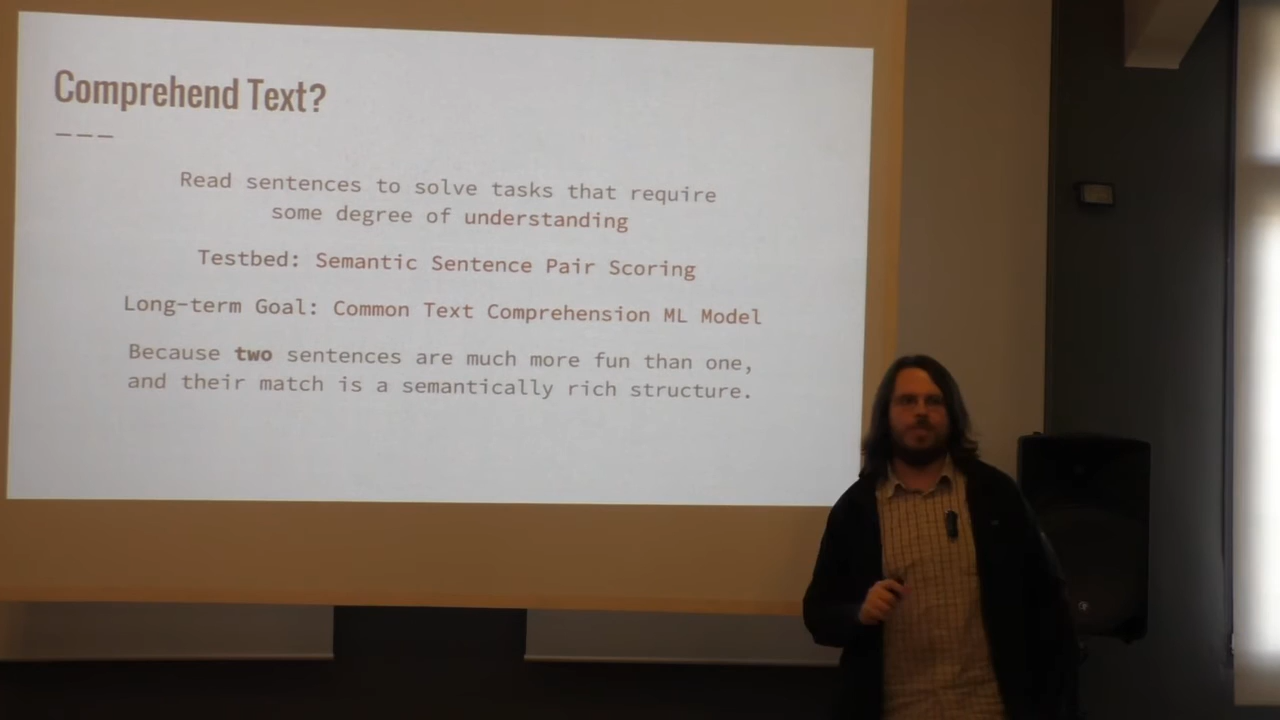 Comprehend Text?
Read sentences to solve tasks that require
some degree of understanding
Testbed: Semantic Sentence Pair Scoring
Long-term Goal: Common Text Comprehension ML Model
Because two sentences are much more fun than one,
and their match is a semantically rich structure.